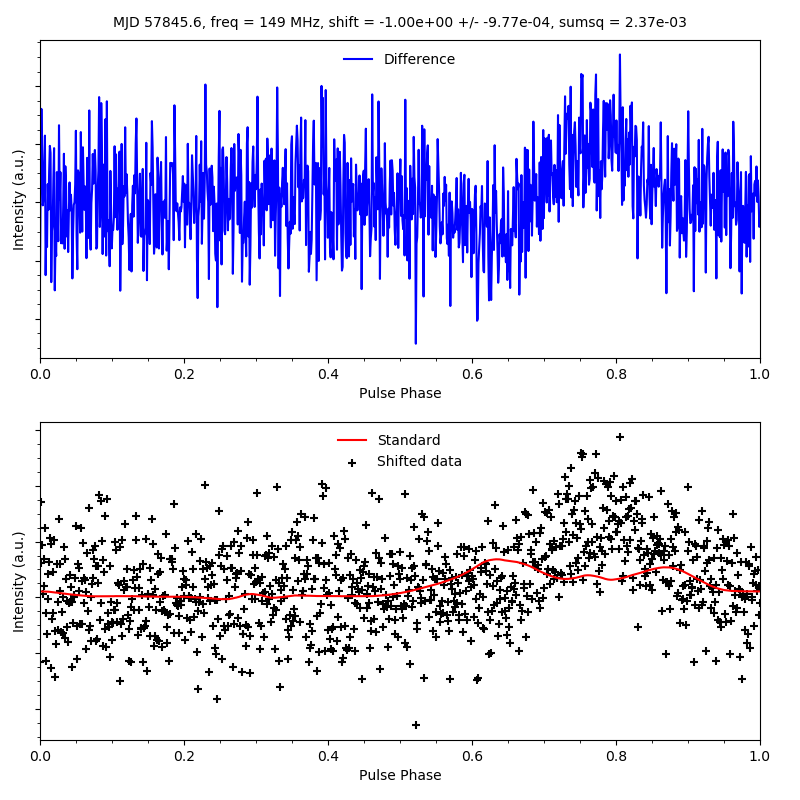 MJD 57845.6, freq = 149 MHz, shift = -1.00e+00 +/- -9.77e-04, sumsq = 2.37e-03
Difference
Intensity (a.u.)
0.0 0.2 0.4 0.6 0.8 1.0
Pulse Phase
Standard
Shifted data
Intensity (a.u.)
0.0 0.2 0.4 0.6 0.8 1.0
Pulse Phase